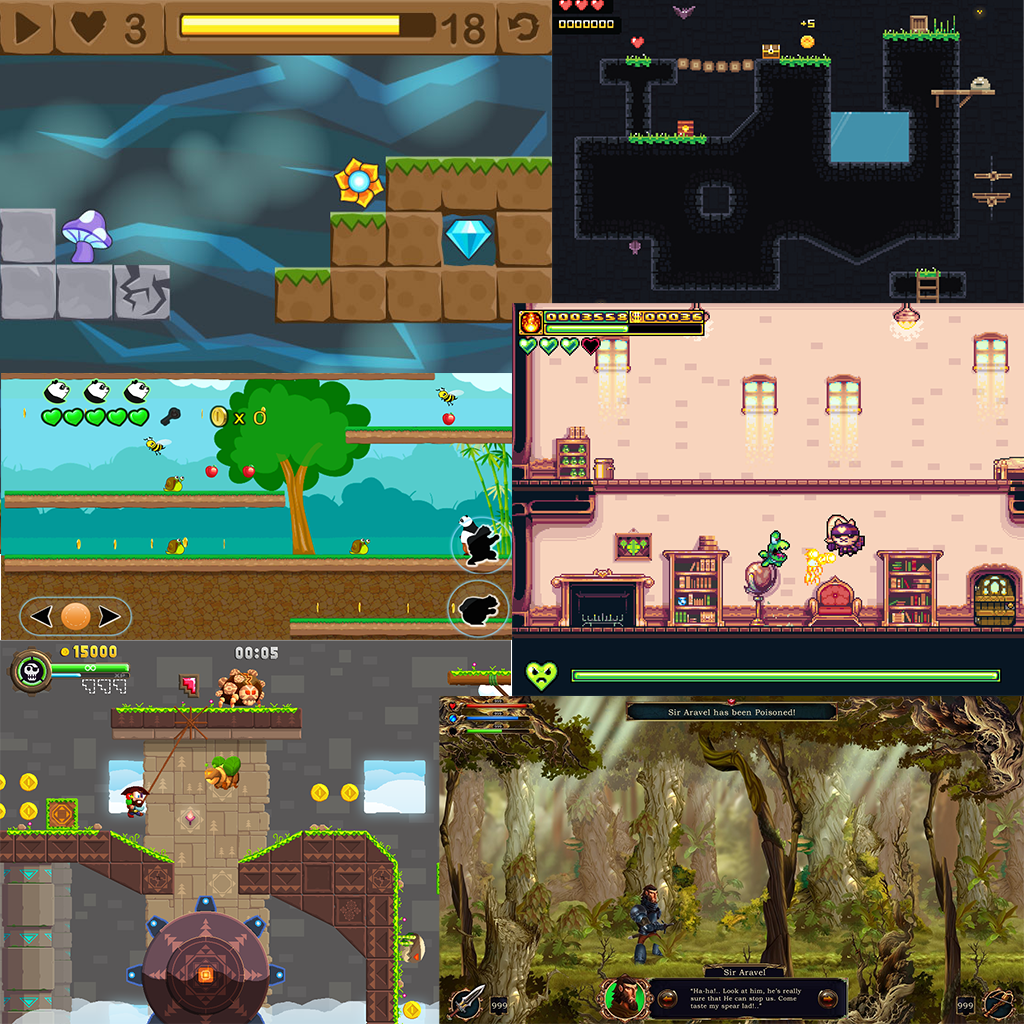 3
18
0000000
+5
0003558
00036
x 0
15000
00:05
Sir Aravel has been Poisoned!
Sir Aravel
"Ha-ha!.. Look at him, he's really
sure that He can stop us. Come
taste my spear lad!.."
999
999